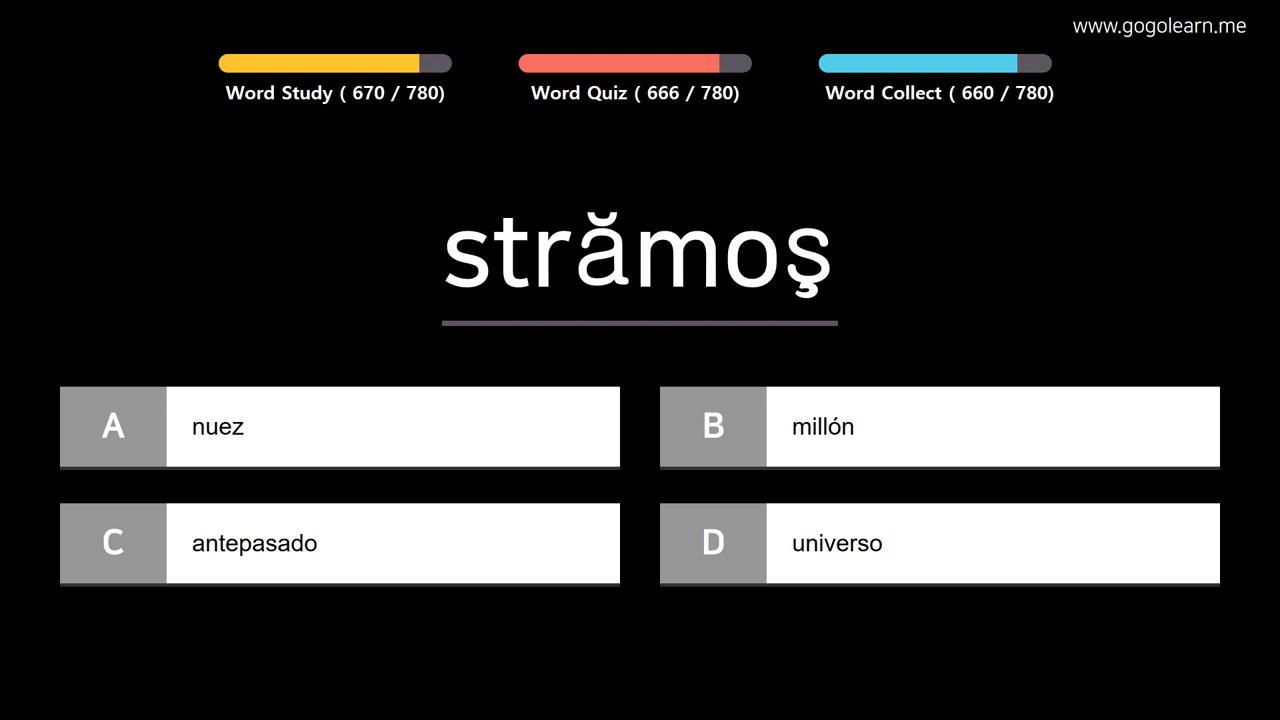 www.gogolearn.me
Word Study ( 670 / 780)
Word Quiz ( 666 / 780)
Word Collect ( 660 / 780)
strămoş
A nuez
B millón
C antepasado
D universo